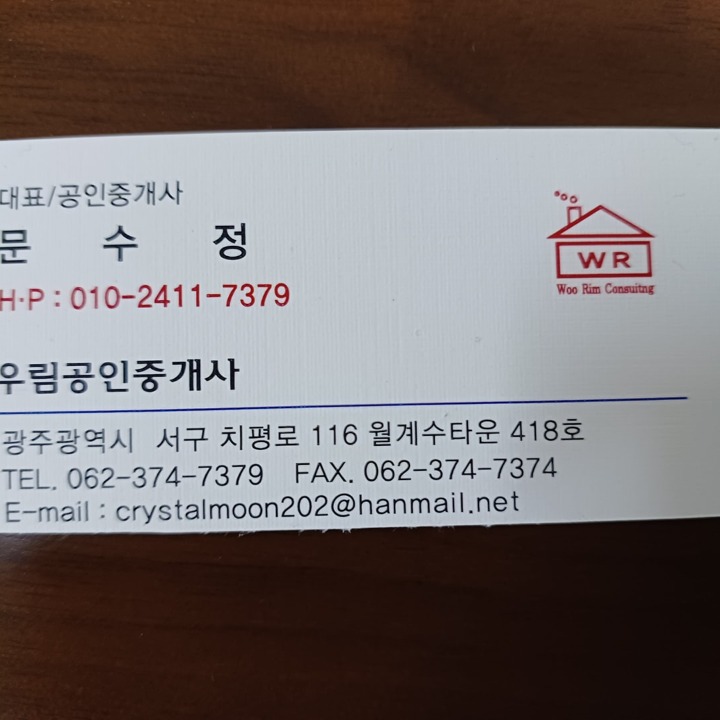 대표/공인중개사
문 수 정
H·P : 010-2411-7379
WR
Woo Rim Consuitng
우림공인중개사
광주광역시 서구 치평로 116 월계수타운 418호
TEL. 062-374-7379 FAX. 062-374-7374
E-mail : crystalmoon202@hanmail.net